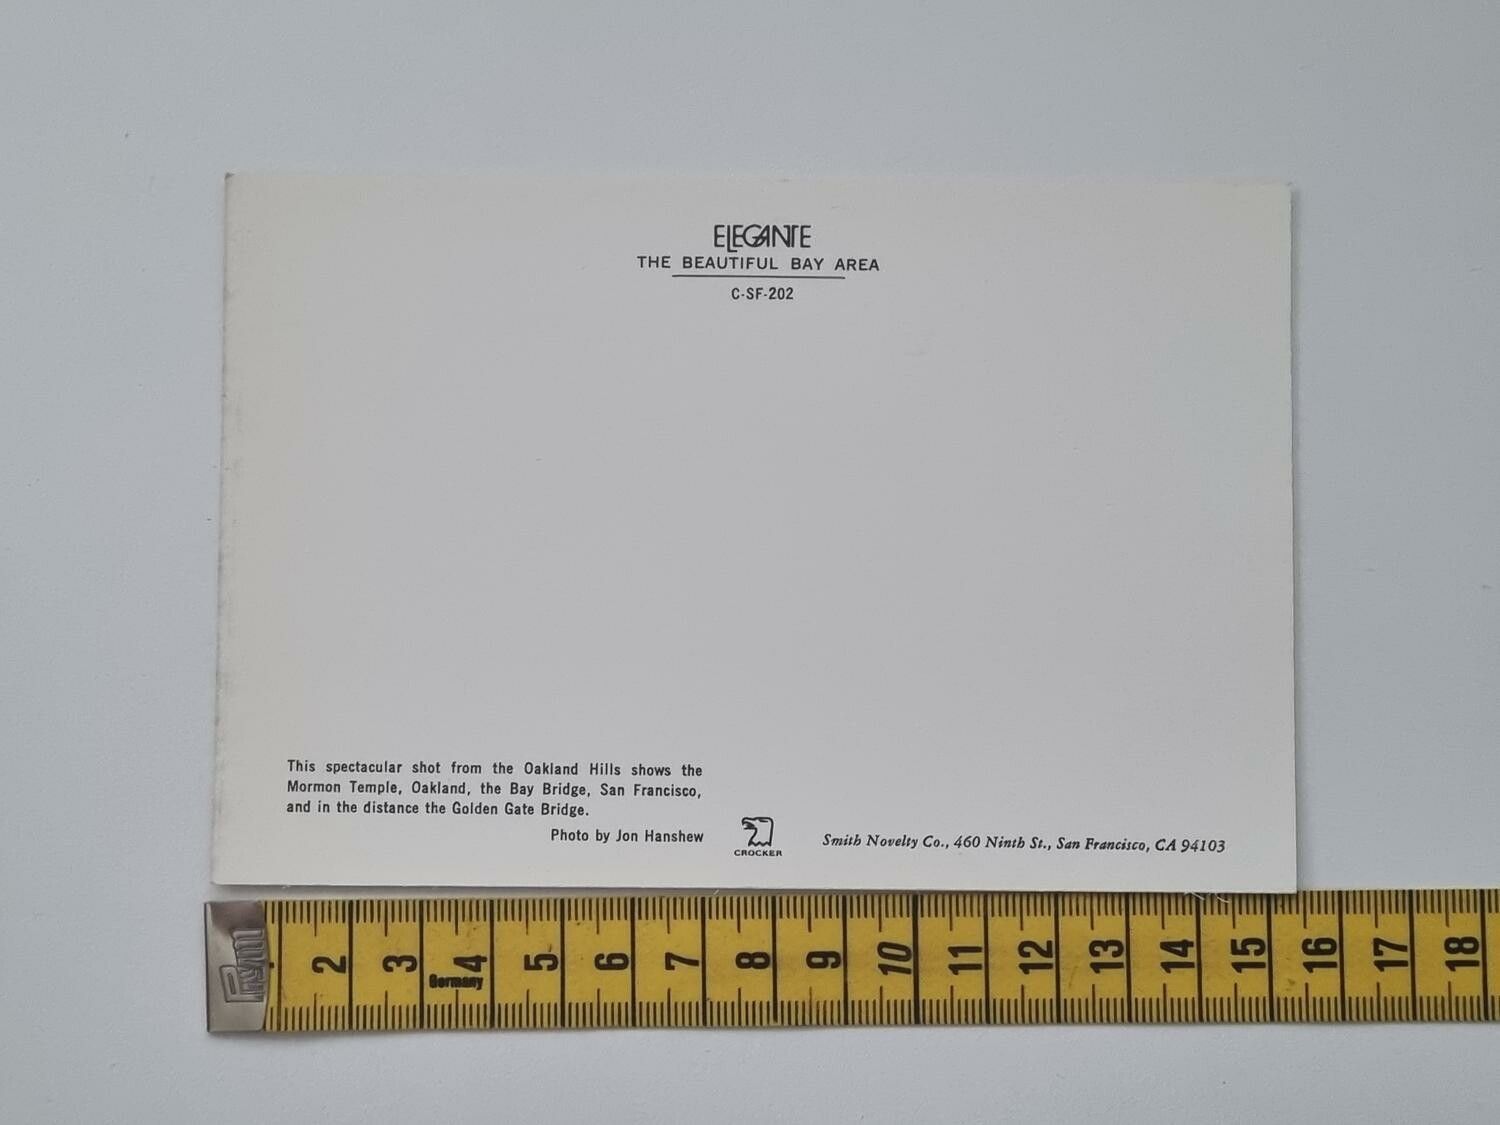 ELEGANTE
THE BEAUTIFUL BAY AREA
C-SF-202
This spectacular shot from the Oakland Hills shows the
Mormon Temple, Oakland, the Bay Bridge, San Francisco,
and in the distance the Golden Gate Bridge.
Photo by Jon Hanshew
CROCKER
Smith Novelty Co., 460 Ninth St., San Francisco, CA 94103
Prym
2 3 4 5 6 7 8 9 10 11 12 13 14 15 16 17 18
Germany